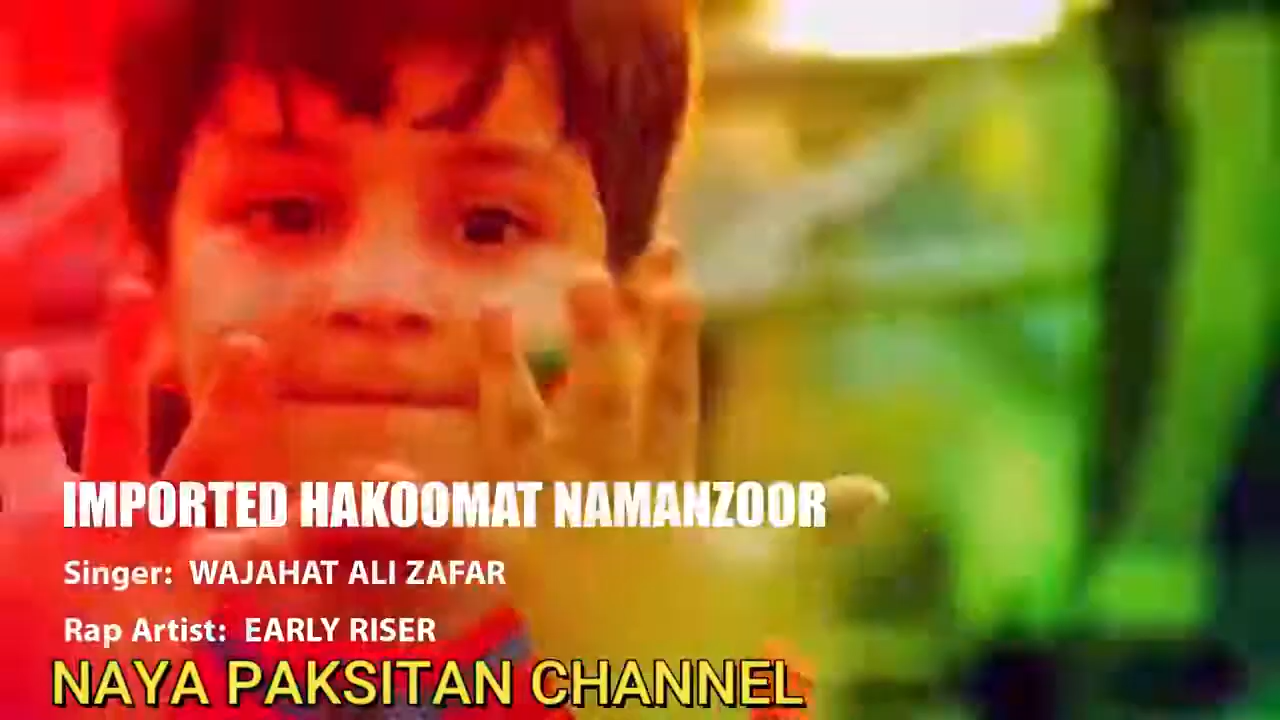 IMPORTED HAKOOMAT NAMANZOOR
Singer: WAJAHAT ALI ZAFAR
Rap Artist: EARLY RISER
NAYA PAKSITAN CHANNEL